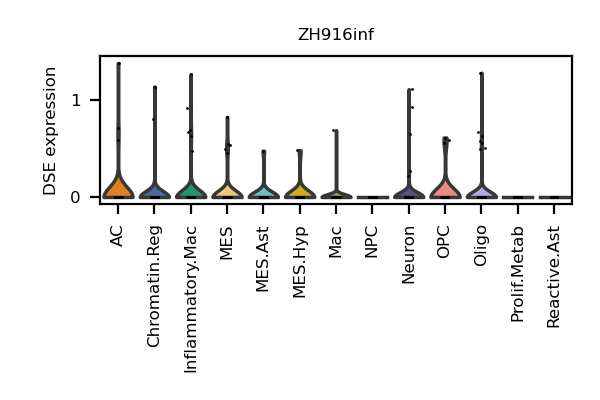 ZH916inf
DSE expression
1
0
AC
Chromatin.Reg
Inflammatory.Mac
MES
MES.Ast
MES.Hyp
Mac
NPC
Neuron
OPC
Oligo
Prolif.Metab
Reactive.Ast